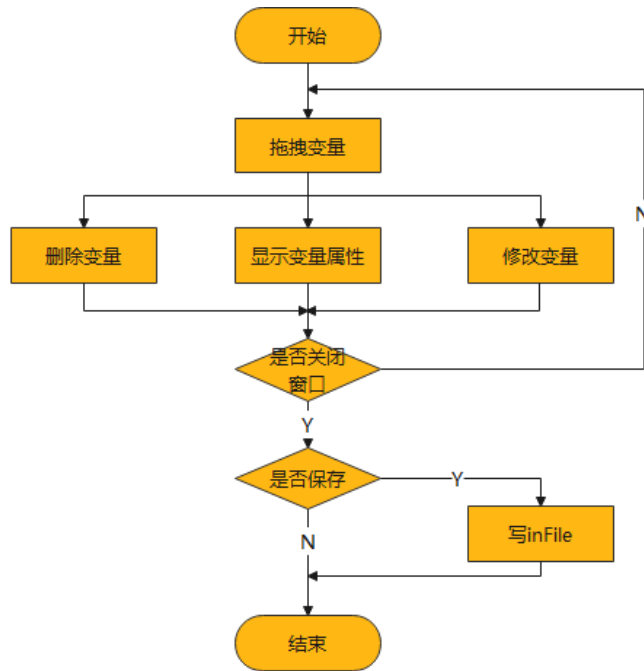 开始
拖拽变量
N
删除变量
显示变量属性
修改变量
是否关闭
窗口
Y
是否保存
Y
N
写inFile
结束